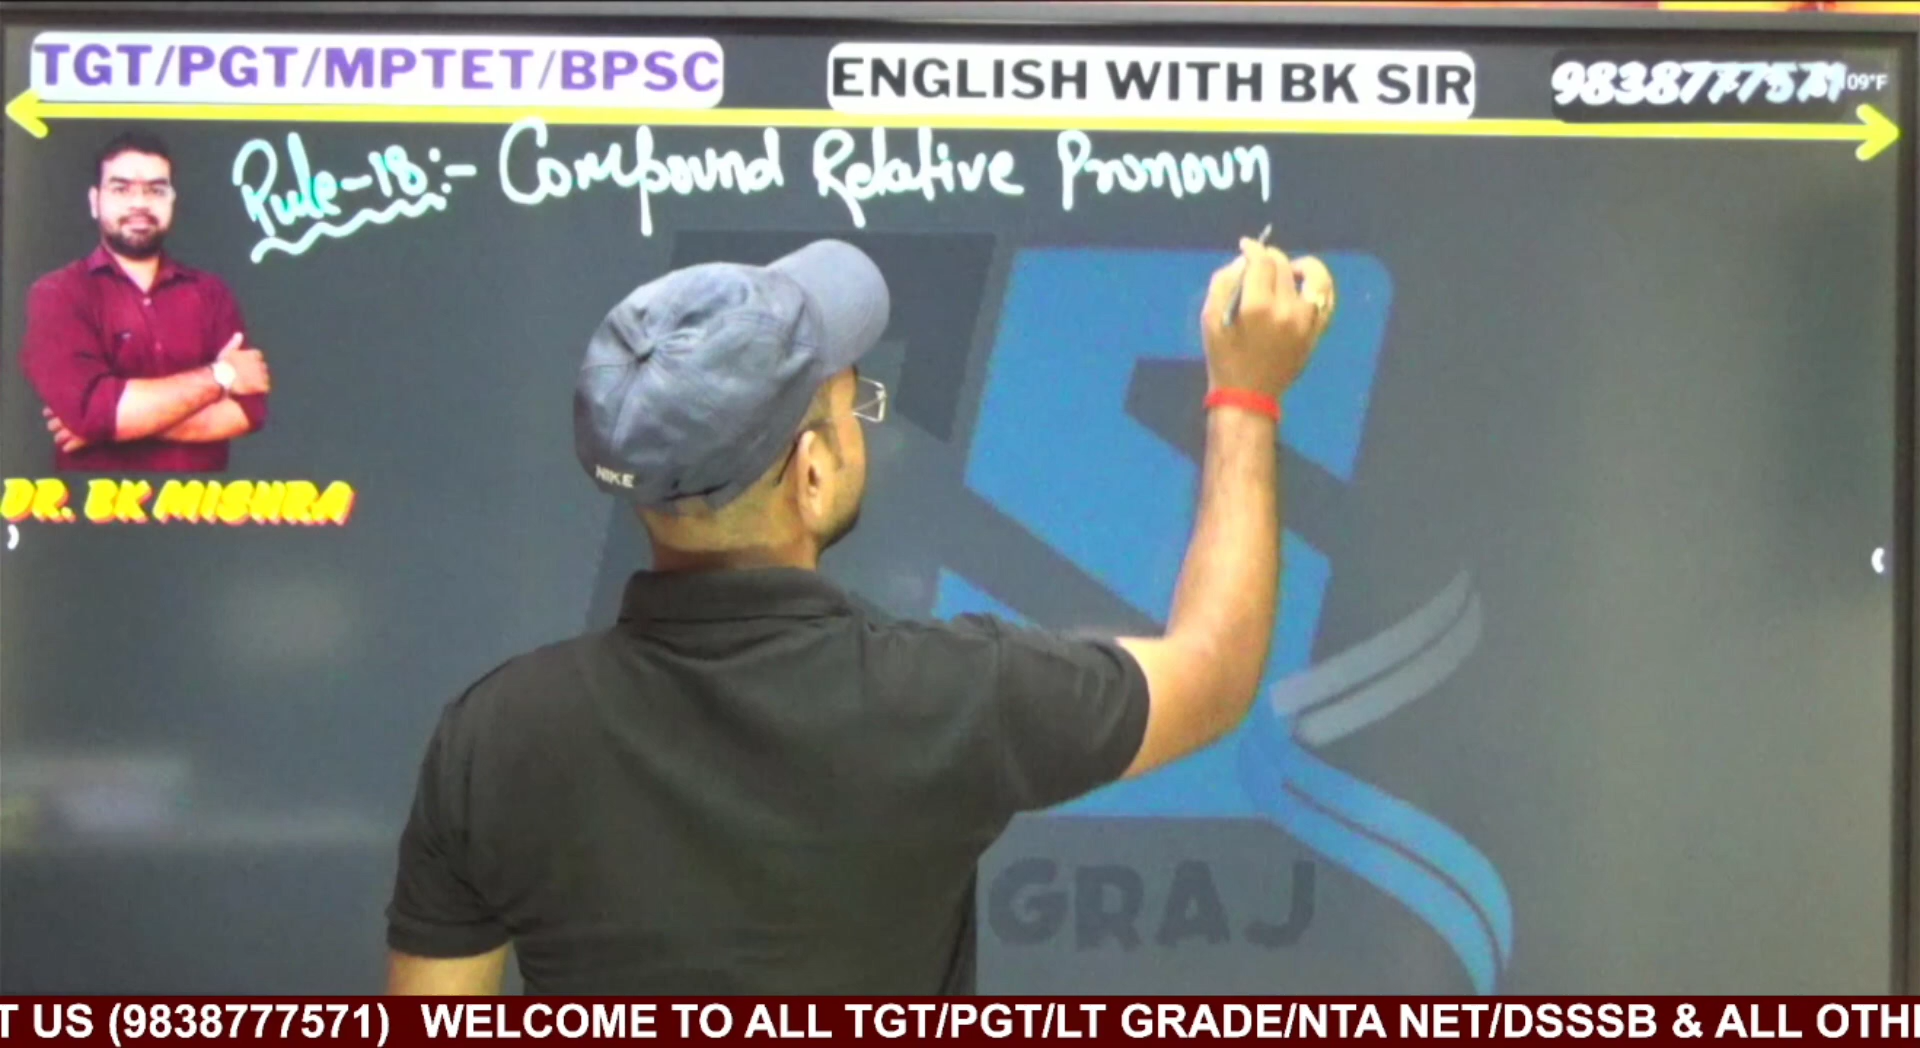 TGT/PGT/MPTET/BPSC
ENGLISH WITH BK SIR
9838777571
09°F
Rule-18:- Compound Relative Pronoun
NIKE
DR. BK MISHRA
GRAJ
T US (9838777571) WELCOME TO ALL TGT/PGT/LT GRADE/NTA NET/DSSSB & ALL OTH